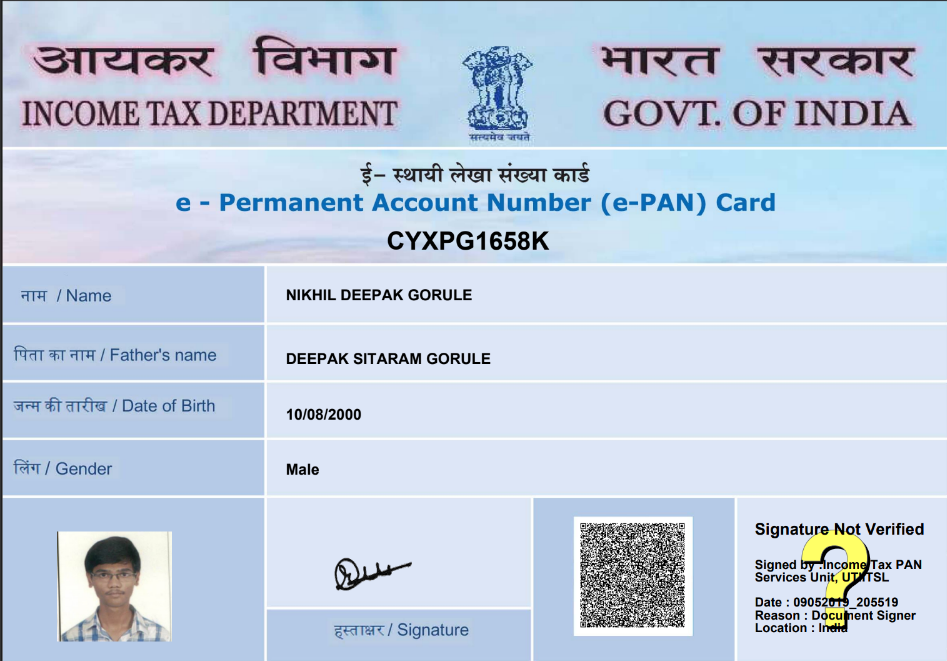 आयकर विभाग
INCOME TAX DEPARTMENT
सत्यमेव जयते
भारत सरकार
GOVT. OF INDIA
ई- स्थायी लेखा संख्या कार्ड
e - Permanent Account Number (e-PAN) Card
CYXPG1658K
नाम / Name
NIKHIL DEEPAK GORULE
पिता का नाम / Father's name
DEEPAK SITARAM GORULE
जन्म की तारीख / Date of Birth
10/08/2000
लिंग / Gender
Male
हस्ताक्षर / Signature
Signature Not Verified
?
Signed by :Income Tax PAN
Services Unit, UTIITSL
Date : 09052019_205519
Reason : Document Signer
Location : India